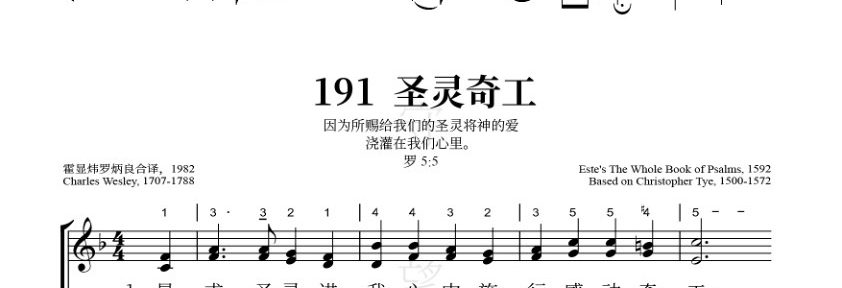 191 圣灵奇工
因为所赐给我们的圣灵将神的爱
浇灌在我们心里。
罗 5:5
霍显炜罗炳良合译，1982
Charles Wesley, 1707-1788
Este's The Whole Book of Psalms, 1592
Based on Christopher Tye, 1500-1572
1 | 3 · 3 2 1 | 4 4 3 2 | 3 5 5 ♮4 | 5 – –
4
4